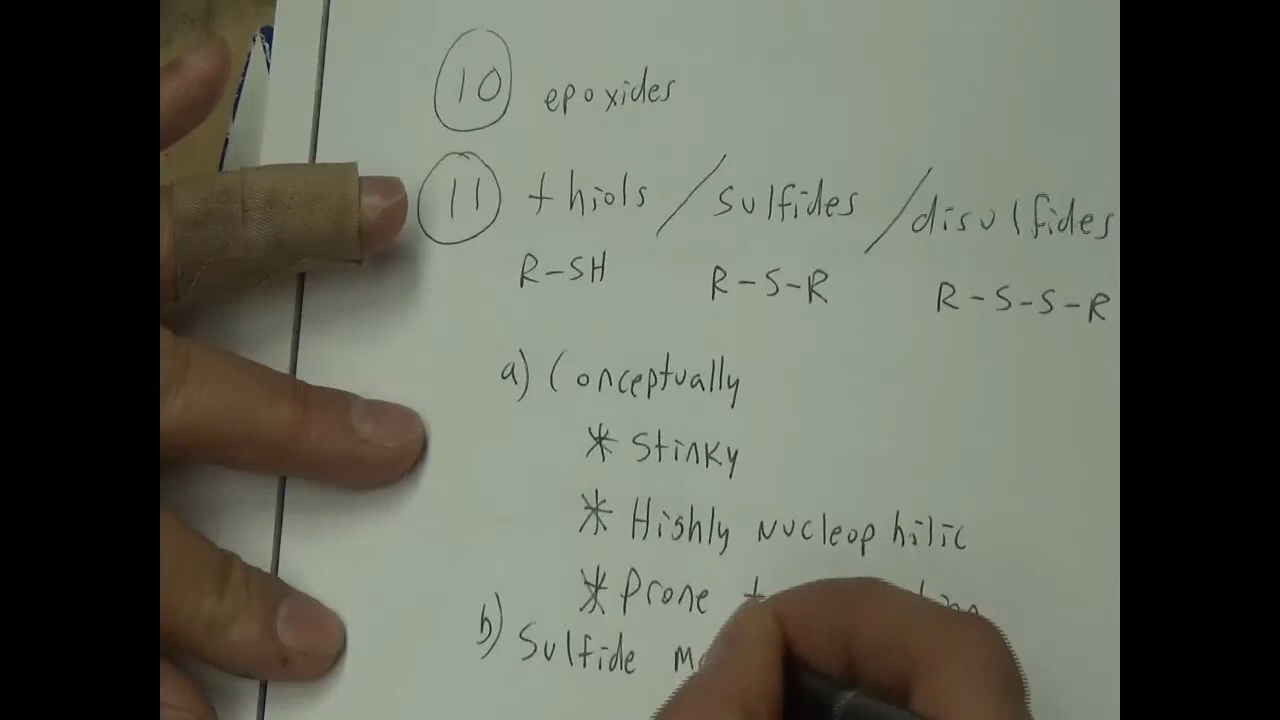 10 epoxides
11 thiols / sulfides / disulfides
R-SH R-S-R R-S-S-R
a) Conceptually
* Stinky
* Highly nucleophilic
* Prone
b) Sulfide